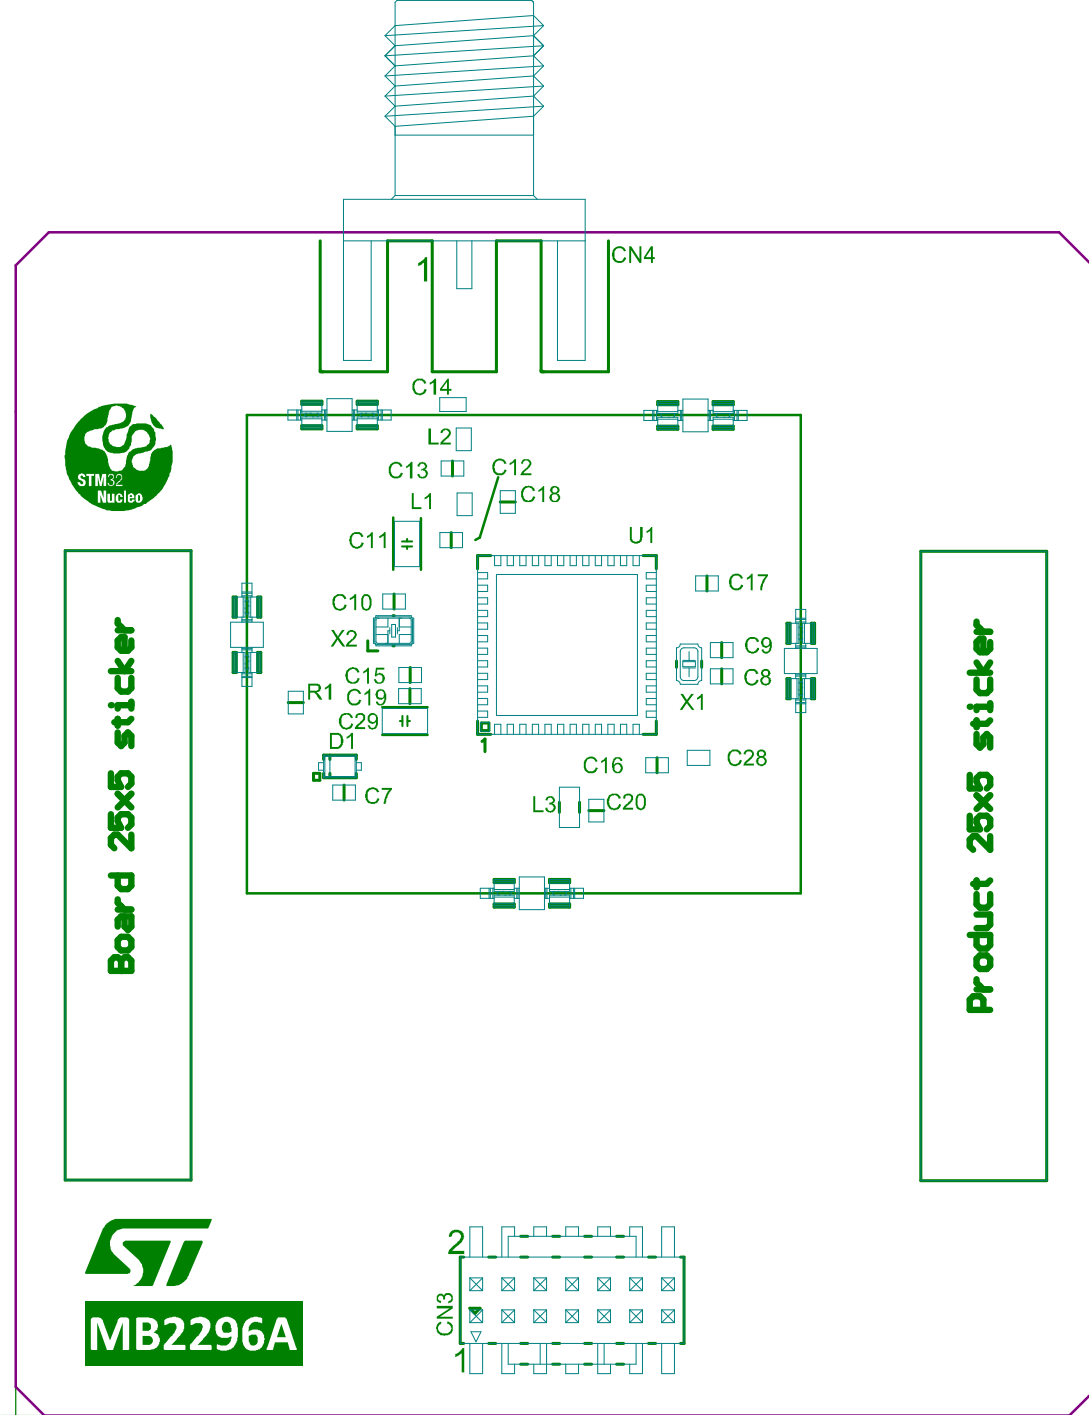 CN4
1
C14
L2
C13
C12
L1
C18
C11
U1
C17
C10
X2
C9
C15
C8
R1
C19
X1
C29
D1
C16
C28
1
C7
L3
C20
STM32
Nucleo
Board 25x5 sticker
Product 25x5 sticker
ST
MB2296A
2
CN3
1